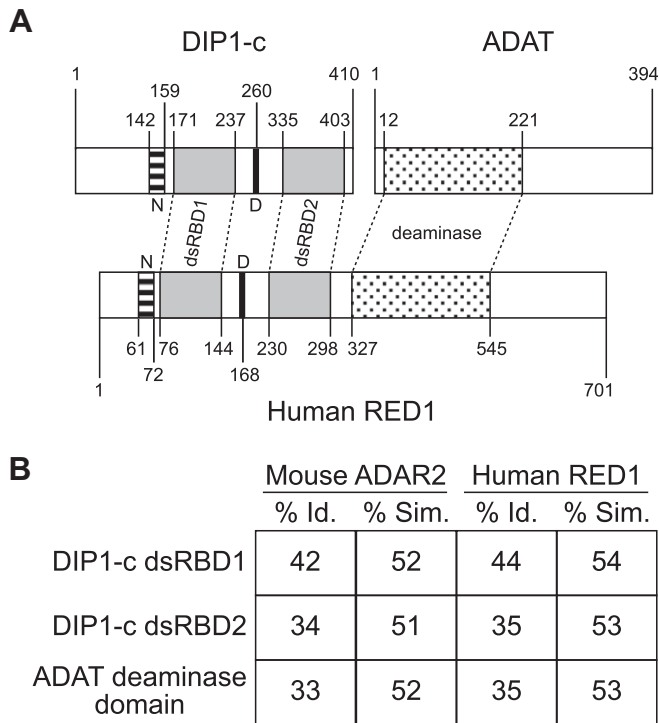 A
DIP1-c ADAT
1 410 1 394
159 260
142 171 237 335 403 12 221
N D
dsRBD1 dsRBD2 deaminase
N D
61 76 144 230 298 327 545
72 168
1 701
Human RED1
B
Mouse ADAR2 Human RED1
% Id. % Sim. % Id. % Sim.
DIP1-c dsRBD1 42 52 44 54
DIP1-c dsRBD2 34 51 35 53
ADAT deaminase
domain 33 52 35 53